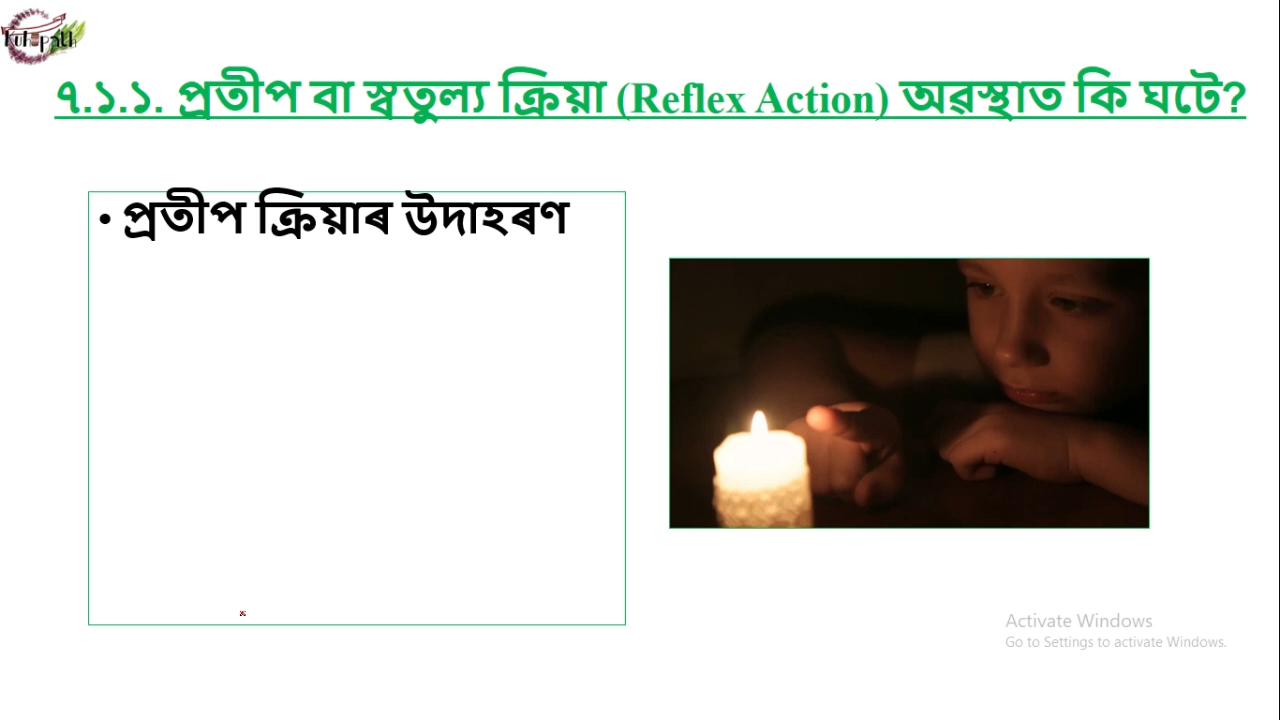 Kuhipath
৭.১.১. প্ৰতীপ বা স্বতুল্য ক্ৰিয়া (Reflex Action) অৱস্থাত কি ঘটে?
• প্ৰতীপ ক্ৰিয়াৰ উদাহৰণ
Activate Windows
Go to Settings to activate Windows.